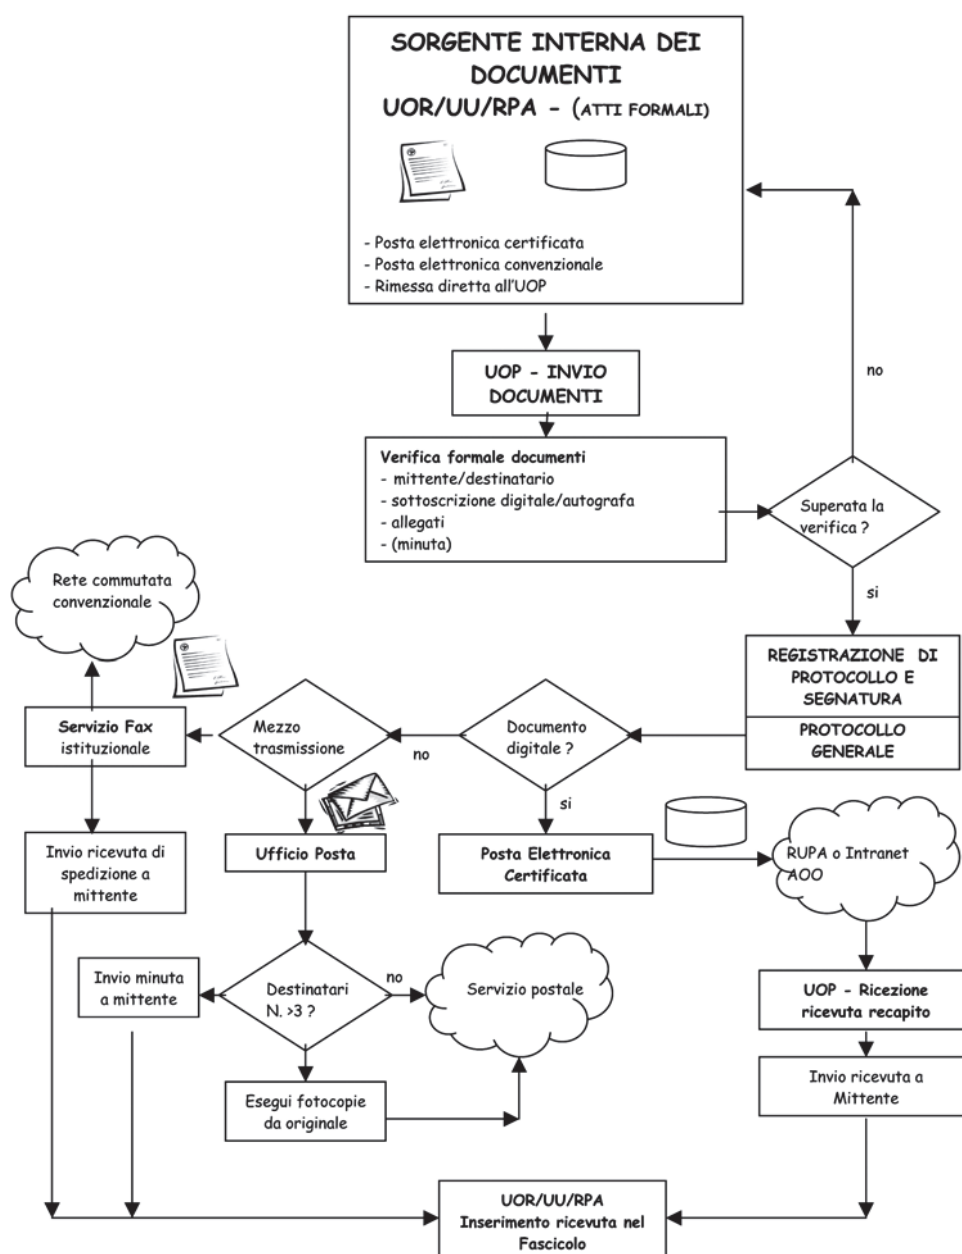 SORGENTE INTERNA DEI
DOCUMENTI
UOR/UU/RPA - (ATTI FORMALI)
- Posta elettronica certificata
- Posta elettronica convenzionale
- Rimessa diretta all'UOP
UOP - INVIO
DOCUMENTI
no
Verifica formale documenti
- mittente/destinatario
- sottoscrizione digitale/autografa
- allegati
- (minuta)
Superata la
verifica ?
si
Rete commutata
convenzionale
REGISTRAZIONE DI
PROTOCOLLO E
SEGNATURA
PROTOCOLLO
GENERALE
Documento
digitale ?
no
Mezzo
trasmissione
Servizio Fax
istituzionale
si
Invio ricevuta di
spedizione a
mittente
Ufficio Posta
Posta Elettronica
Certificata
RUPA o Intranet
AOO
Invio minuta
a mittente
Destinatari
N. >3 ?
no
Servizio postale
UOP - Ricezione
ricevuta recapito
Esegui fotocopie
da originale
Invio ricevuta a
Mittente
UOR/UU/RPA
Inserimento ricevuta nel
Fascicolo